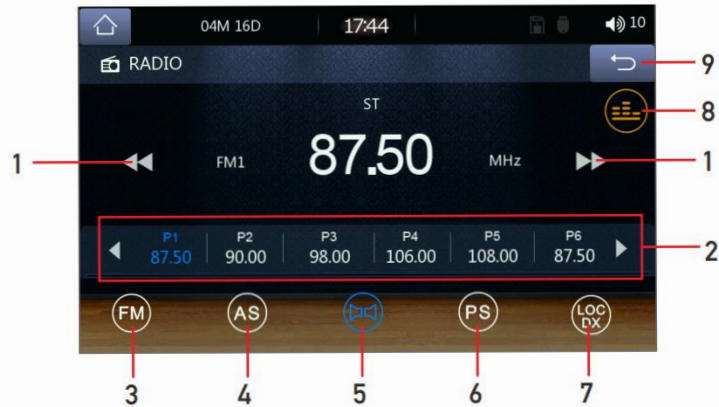 04M 16D 17:44 10
RADIO
9
ST
8
1 FM1 87.50 MHz 1
P1 P2 P3 P4 P5 P6
87.50 90.00 98.00 106.00 108.00 87.50
2
FM AS PS LOC DX
3 4 5 6 7